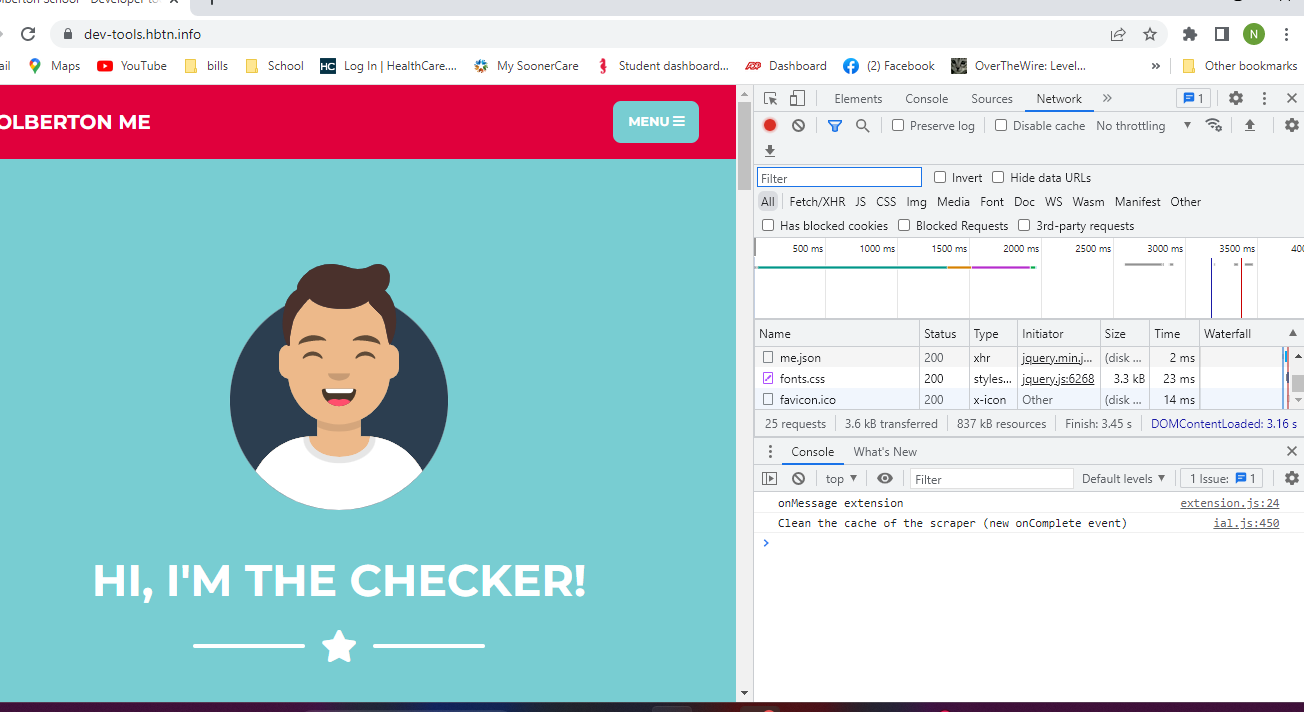 olberton School - Developer to
dev-tools.hbtn.info
N
ail Maps YouTube bills School HC Log In | HealthCare.... My SoonerCare Student dashboard... Dashboard (2) Facebook OverTheWire: Level... » Other bookmarks
OLBERTON ME
MENU
HI, I'M THE CHECKER!
Elements Console Sources Network » 1
Preserve log Disable cache No throttling
Filter Invert Hide data URLs
All Fetch/XHR JS CSS Img Media Font Doc WS Wasm Manifest Other
Has blocked cookies Blocked Requests 3rd-party requests
500 ms 1000 ms 1500 ms 2000 ms 2500 ms 3000 ms 3500 ms 400
Name Status Type Initiator Size Time Waterfall
me.json 200 xhr jquery.min.j... (disk ... 2 ms
fonts.css 200 styles... jquery.js:6268 3.3 kB 23 ms
favicon.ico 200 x-icon Other (disk ... 14 ms
25 requests 3.6 kB transferred 837 kB resources Finish: 3.45 s DOMContentLoaded: 3.16 s
Console What's New
top Filter Default levels 1 Issue: 1
onMessage extension extension.js:24
Clean the cache of the scraper (new onComplete event) ial.js:450